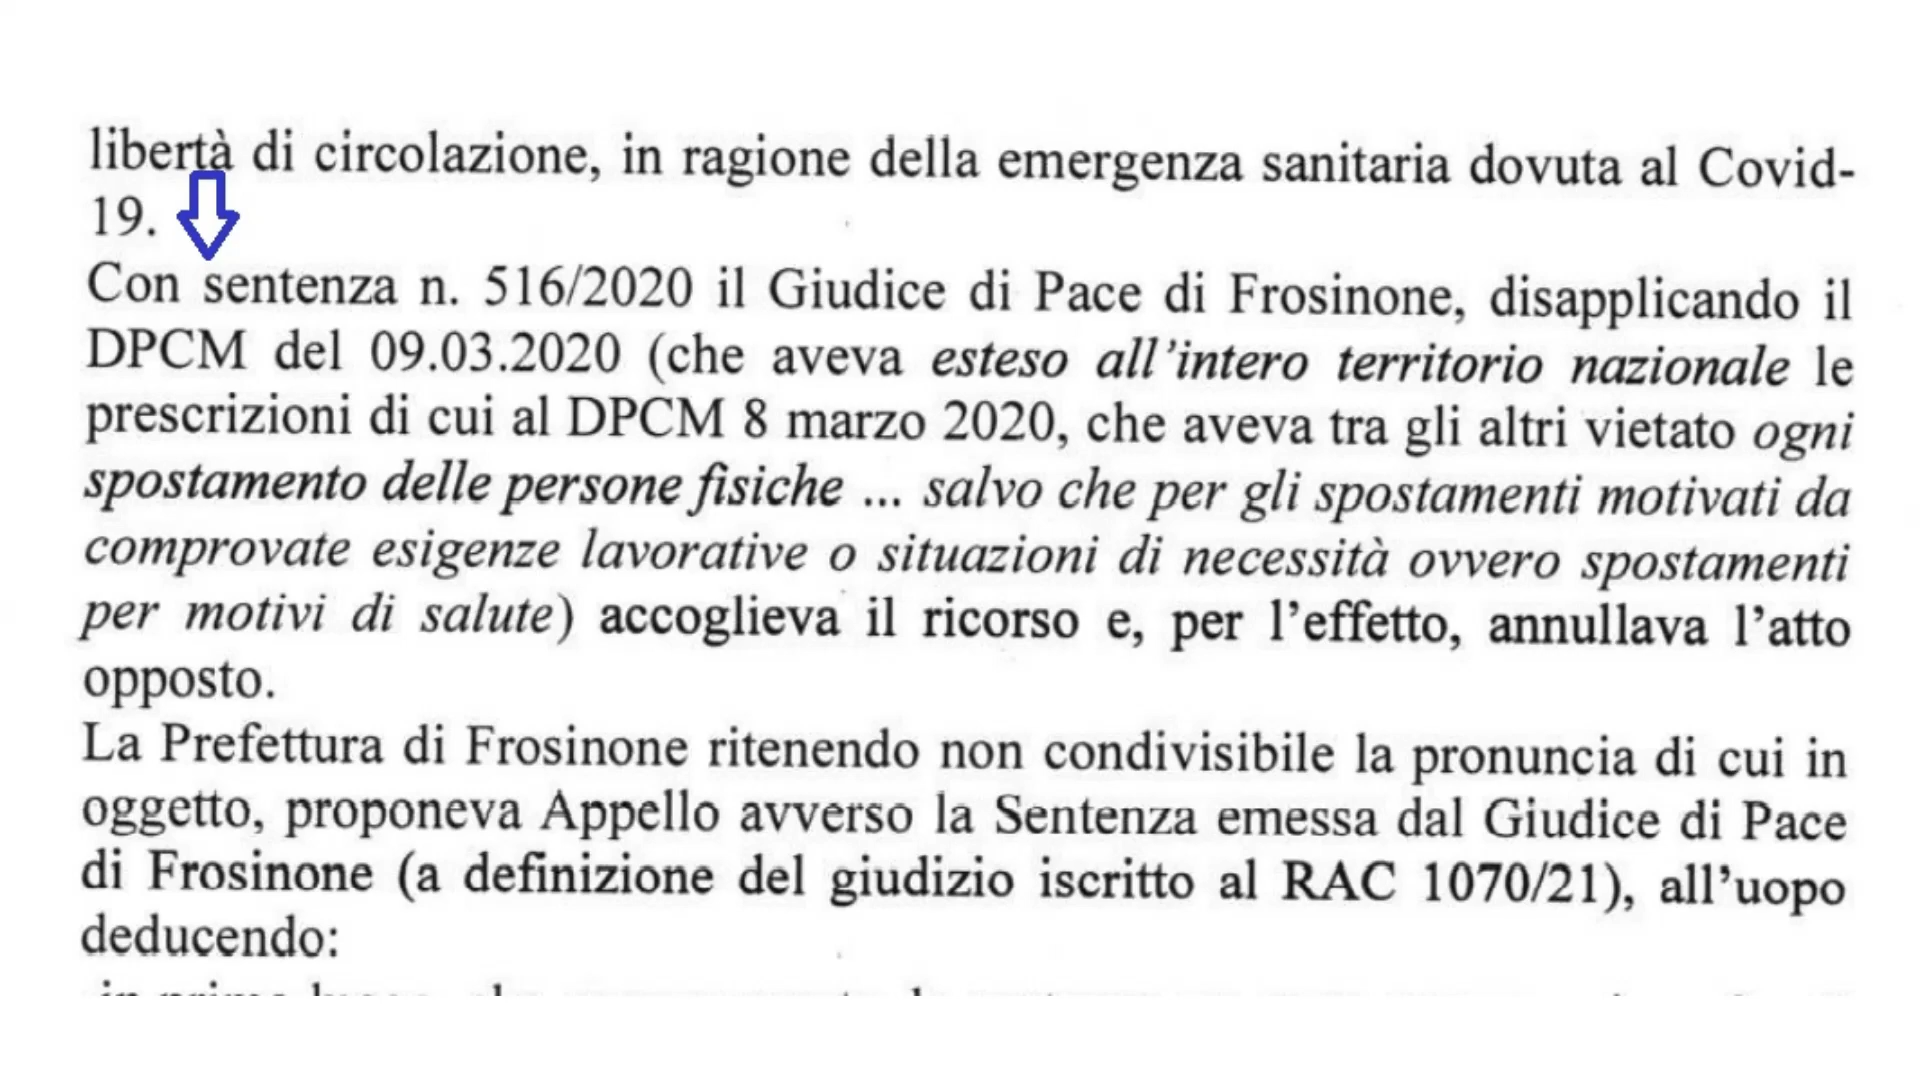 libertà di circolazione, in ragione della emergenza sanitaria dovuta al Covid-
19.
Con sentenza n. 516/2020 il Giudice di Pace di Frosinone, disapplicando il
DPCM del 09.03.2020 (che aveva esteso all’intero territorio nazionale le
prescrizioni di cui al DPCM 8 marzo 2020, che aveva tra gli altri vietato ogni
spostamento delle persone fisiche ... salvo che per gli spostamenti motivati da
comprovate esigenze lavorative o situazioni di necessità ovvero spostamenti
per motivi di salute) accoglieva il ricorso e, per l’effetto, annullava l’atto
opposto.
La Prefettura di Frosinone ritenendo non condivisibile la pronuncia di cui in
oggetto, proponeva Appello avverso la Sentenza emessa dal Giudice di Pace
di Frosinone (a definizione del giudizio iscritto al RAC 1070/21), all’uopo
deducendo: